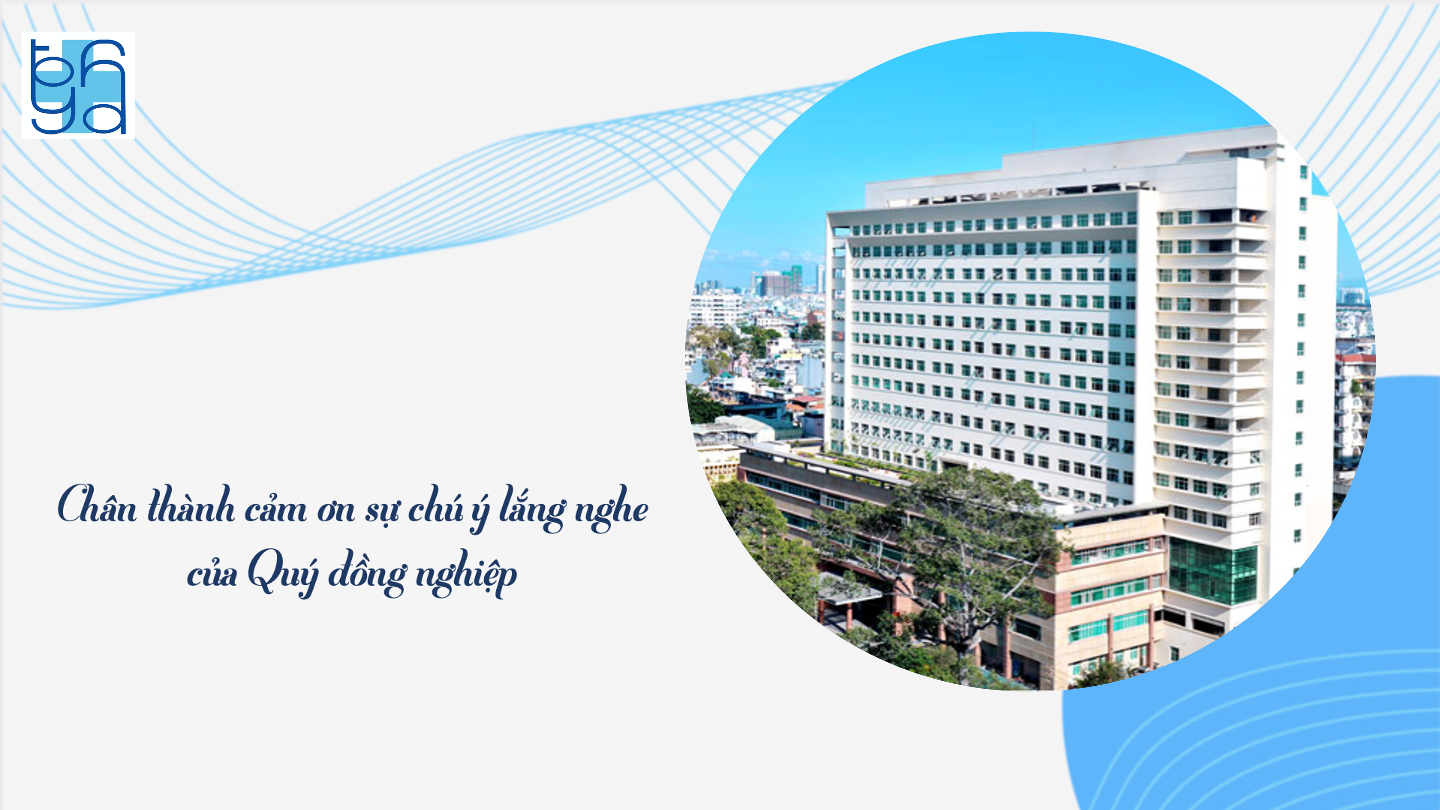 Chân thành cảm ơn sự chú ý lắng nghe
của Quý đồng nghiệp